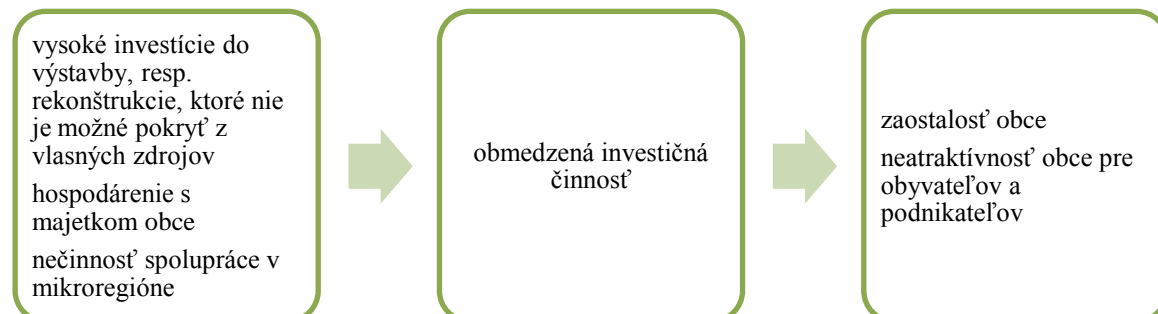 vysoké investície do
výstavby, resp.
rekonštrukcie, ktoré nie
je možné pokryť z
vlasných zdrojov
hospodárenie s
majetkom obce
nečinnosť spolupráce v
mikroregióne
obmedzená investičná
činnosť
zaostalosť obce
neatraktívnosť obce pre
obyvateľov a
podnikateľov